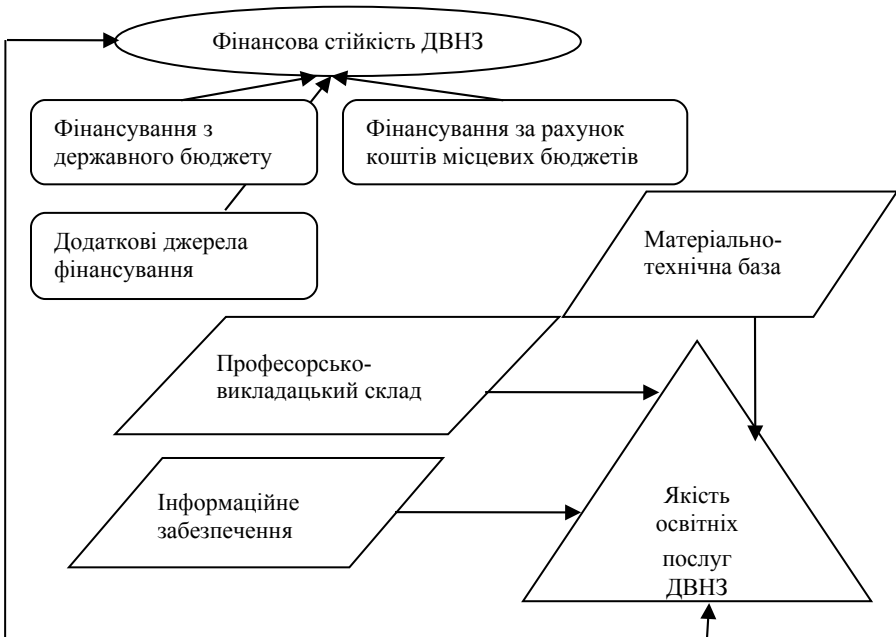 Фінансова стійкість ДВНЗ
Фінансування з
державного бюджету
Фінансування за рахунок
коштів місцевих бюджетів
Додаткові джерела
фінансування
Матеріально-
технічна база
Професорсько-
викладацький склад
Інформаційне
забезпечення
Якість
освітніх
послуг
ДВНЗ